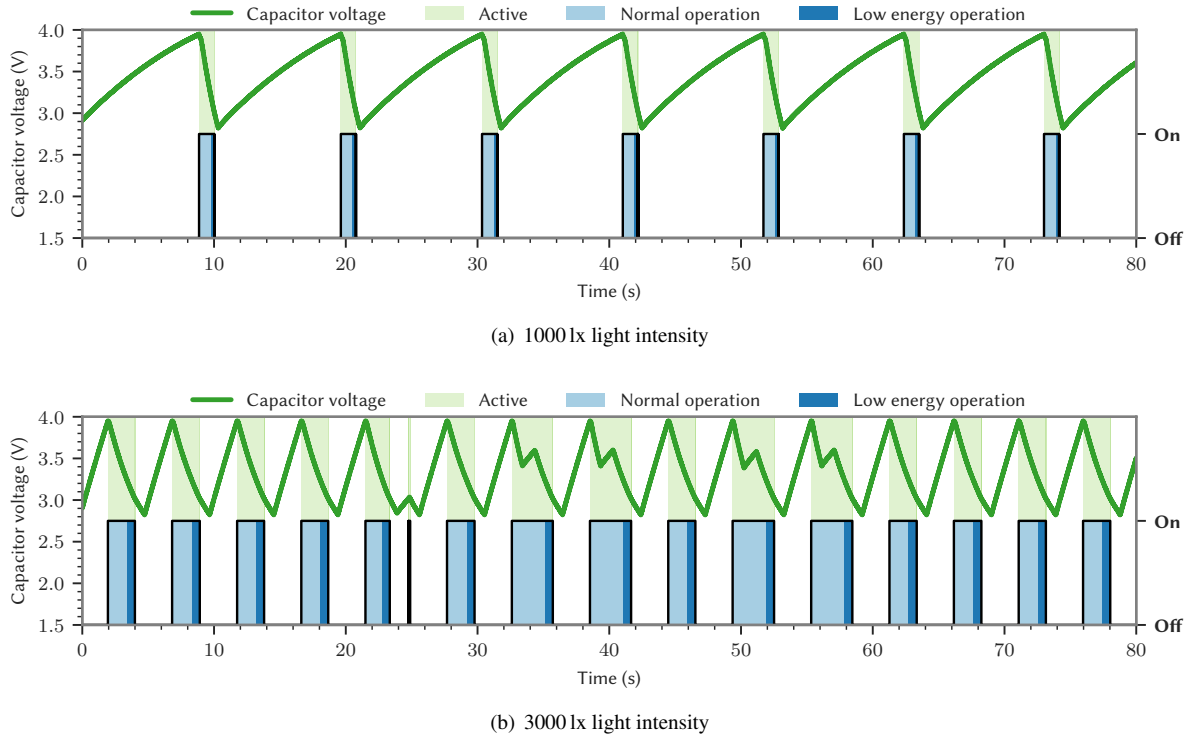 Capacitor voltage Active Normal operation Low energy operation
4.0
3.5
3.0
2.5
2.0
1.5
Capacitor voltage (V)
On
Off
0 10 20 30 40 50 60 70 80
Time (s)
(a) 1000 lx light intensity
Capacitor voltage Active Normal operation Low energy operation
4.0
3.5
3.0
2.5
2.0
1.5
Capacitor voltage (V)
On
Off
0 10 20 30 40 50 60 70 80
Time (s)
(b) 3000 lx light intensity